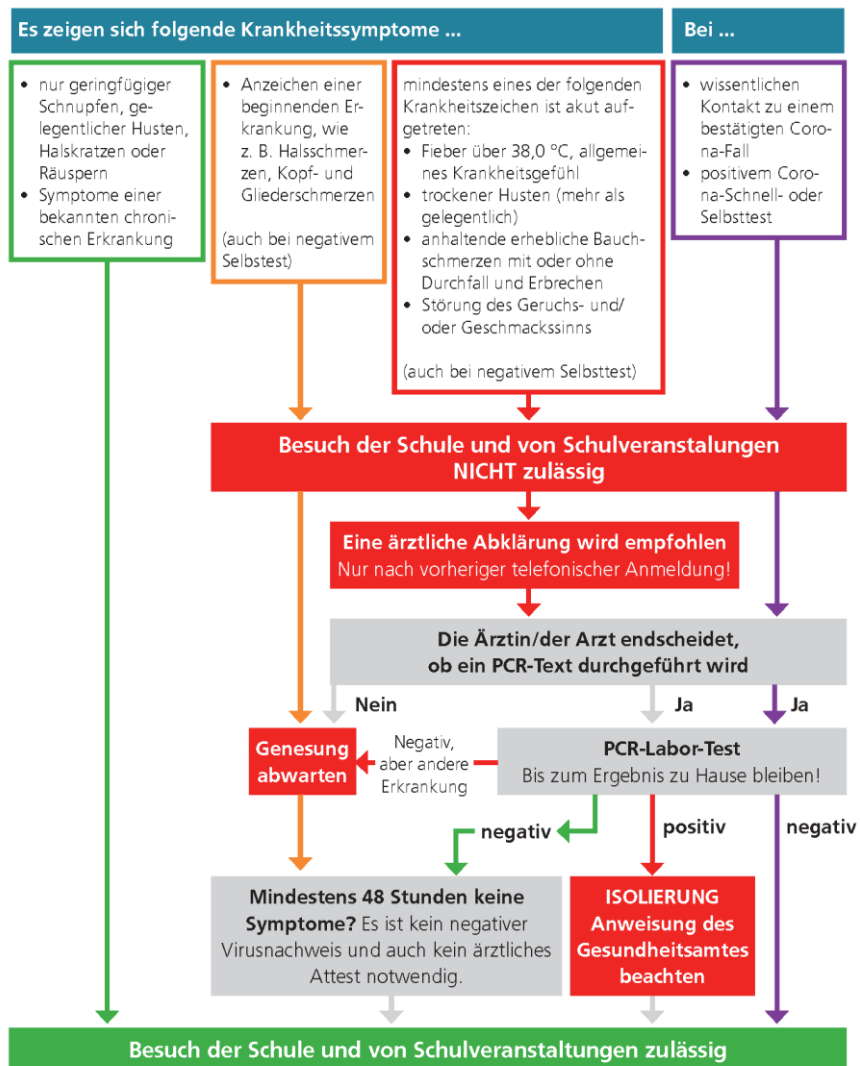 Es zeigen sich folgende Krankheitssymptome ...
Bei ...
• nur geringfügiger
Schnupfen, ge-
legentlicher Husten,
Halskratzen oder
Räuspern
• Symptome einer
bekannten chroni-
schen Erkrankung
• Anzeichen einer
beginnenden Er-
krankung, wie
z. B. Halsschmer-
zen, Kopf- und
Gliederschmerzen
(auch bei negativem
Selbstest)
mindestens eines der folgenden
Krankheitszeichen ist akut auf-
getreten:
• Fieber über 38,0 °C, allgemei-
nes Krankheitsgefühl
• trockener Husten (mehr als
gelegentlich)
• anhaltende erhebliche Bauch-
schmerzen mit oder ohne
Durchfall und Erbrechen
• Störung des Geruchs- und/
oder Geschmackssinns
(auch bei negativem Selbsttest)
• wissentlichen
Kontakt zu einem
bestätigten Coro-
na-Fall
• positivem Coro-
na-Schnell- oder
Selbsttest
Besuch der Schule und von Schulveranstalungen
NICHT zulässig
Eine ärztliche Abklärung wird empfohlen
Nur nach vorheriger telefonischer Anmeldung!
Die Ärztin/der Arzt endscheidet,
ob ein PCR-Text durchgeführt wird
Nein
Ja
Ja
Genesung
abwarten
Negativ,
aber andere
Erkrankung
PCR-Labor-Test
Bis zum Ergebnis zu Hause bleiben!
negativ
positiv
negativ
Mindestens 48 Stunden keine
Symptome? Es ist kein negativer
Virusnachweis und auch kein ärztliches
Attest notwendig.
ISOLIERUNG
Anweisung des
Gesundheitsamtes
beachten
Besuch der Schule und von Schulveranstaltungen zulässig